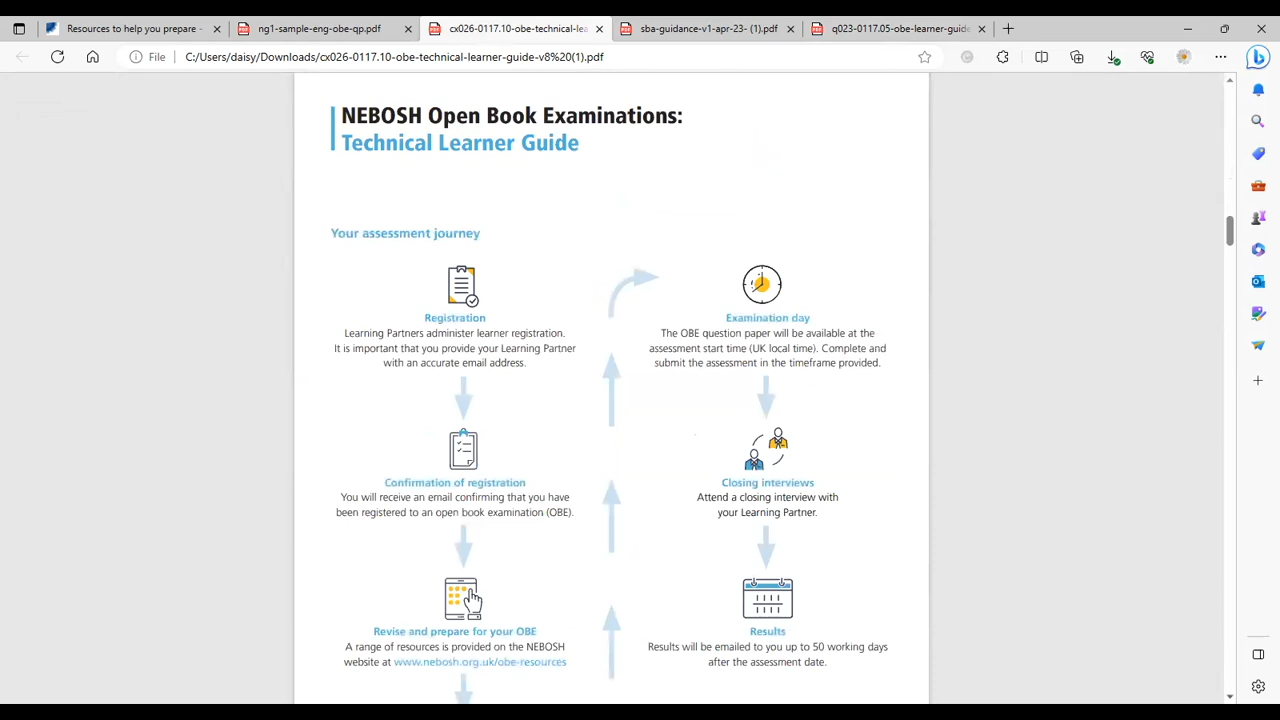 Resources to help you prepare -
ng1-sample-eng-obe-qp.pdf
cx026-0117.10-obe-technical-lea
sba-guidance-v1-apr-23- (1).pdf
q023-0117.05-obe-learner-guide
File
C:/Users/daisy/Downloads/cx026-0117.10-obe-technical-learner-guide-v8%20(1).pdf
NEBOSH Open Book Examinations:
Technical Learner Guide
Your assessment journey
Registration
Learning Partners administer learner registration.
It is important that you provide your Learning Partner
with an accurate email address.
Confirmation of registration
You will receive an email confirming that you have
been registered to an open book examination (OBE).
Revise and prepare for your OBE
A range of resources is provided on the NEBOSH
website at www.nebosh.org.uk/obe-resources
Examination day
The OBE question paper will be available at the
assessment start time (UK local time). Complete and
submit the assessment in the timeframe provided.
Closing interviews
Attend a closing interview with
your Learning Partner.
Results
Results will be emailed to you up to 50 working days
after the assessment date.